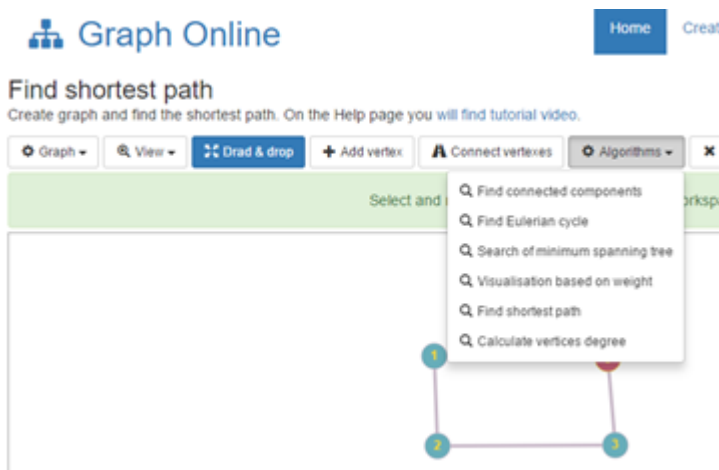 Graph Online
Home
Creat
Find shortest path
Create graph and find the shortest path. On the Help page you will find tutorial video.
Graph View Drad & drop Add vertex Connect vertexes Algorithms
Select and
Find connected components
Find Eulerian cycle
Search of minimum spanning tree
Visualisation based on weight
Find shortest path
Calculate vertices degree
1
2 3